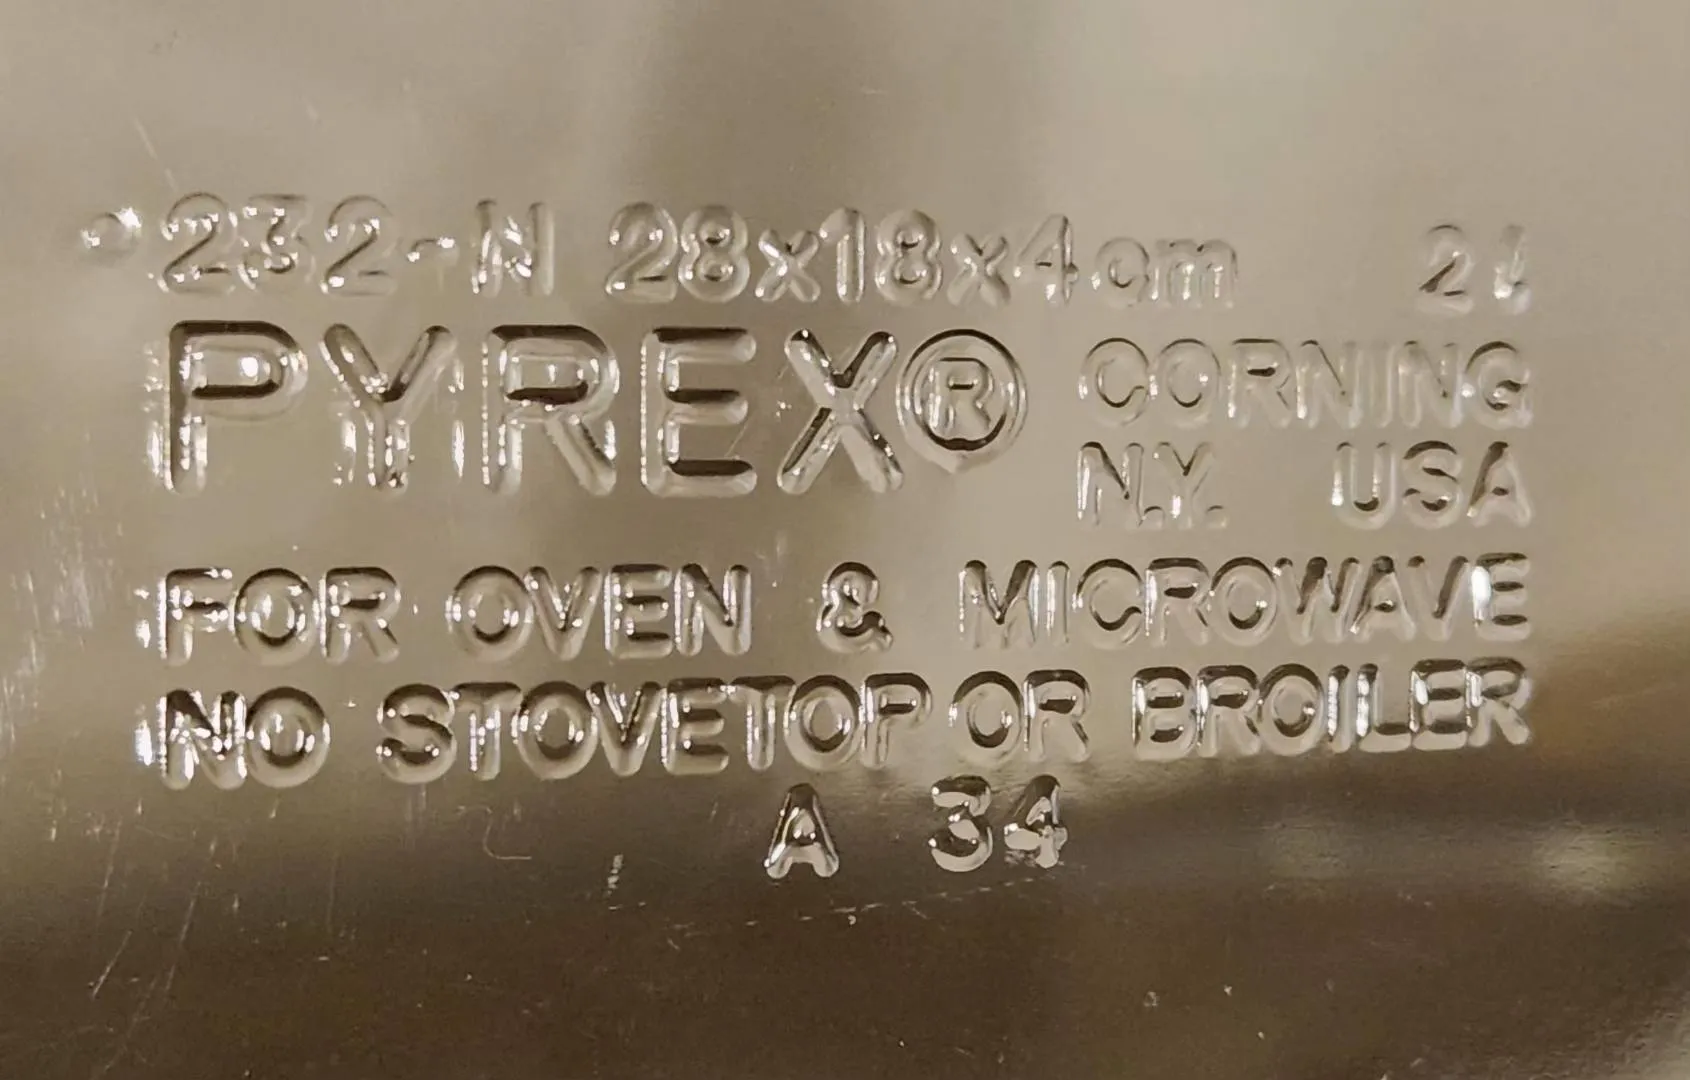 232-N 28x18x4cm 2ℓ
PYREX® CORNING
N.Y. USA
FOR OVEN & MICROWAVE
NO STOVETOP OR BROILER
A 34